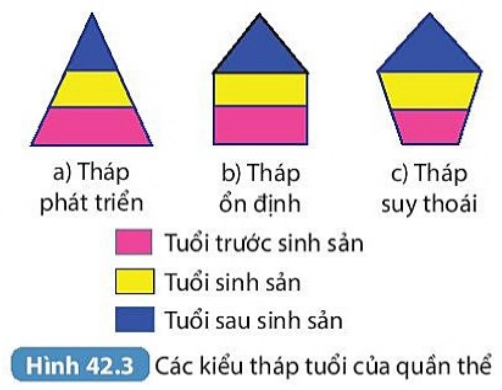 a) Tháp
phát triển
b) Tháp
ổn định
c) Tháp
suy thoái
Tuổi trước sinh sản
Tuổi sinh sản
Tuổi sau sinh sản
Hình 42.3 Các kiểu tháp tuổi của quần thể